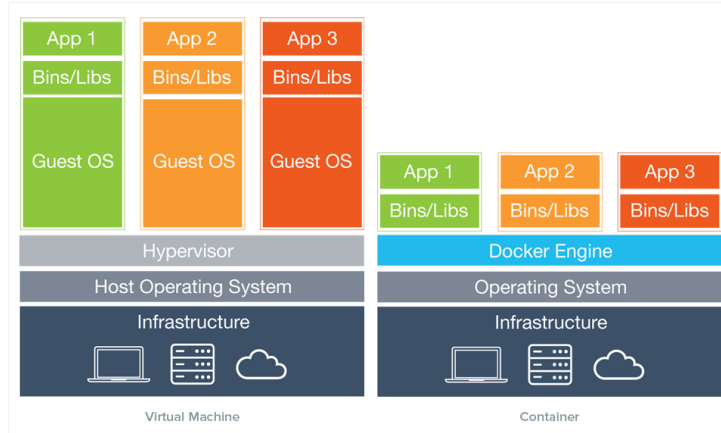 App 1
App 2
App 3
Bins/Libs
Bins/Libs
Bins/Libs
Guest OS
Guest OS
Guest OS
Hypervisor
Host Operating System
Infrastructure
Virtual Machine
App 1
App 2
App 3
Bins/Libs
Bins/Libs
Bins/Libs
Docker Engine
Operating System
Infrastructure
Container